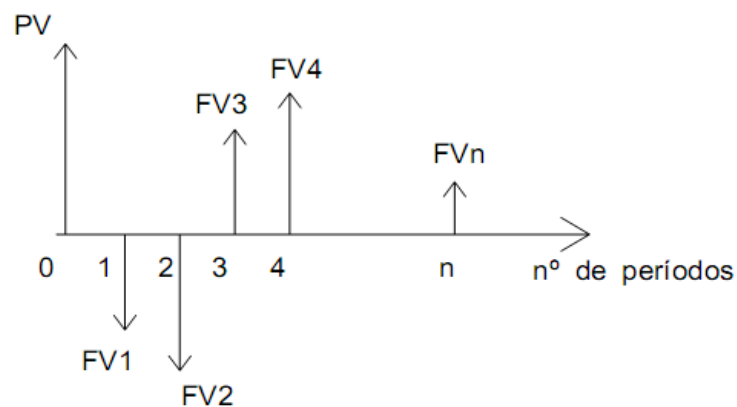 PV
FV4
FV3
FVn
0 1 2 3 4 n nº de períodos
FV1
FV2